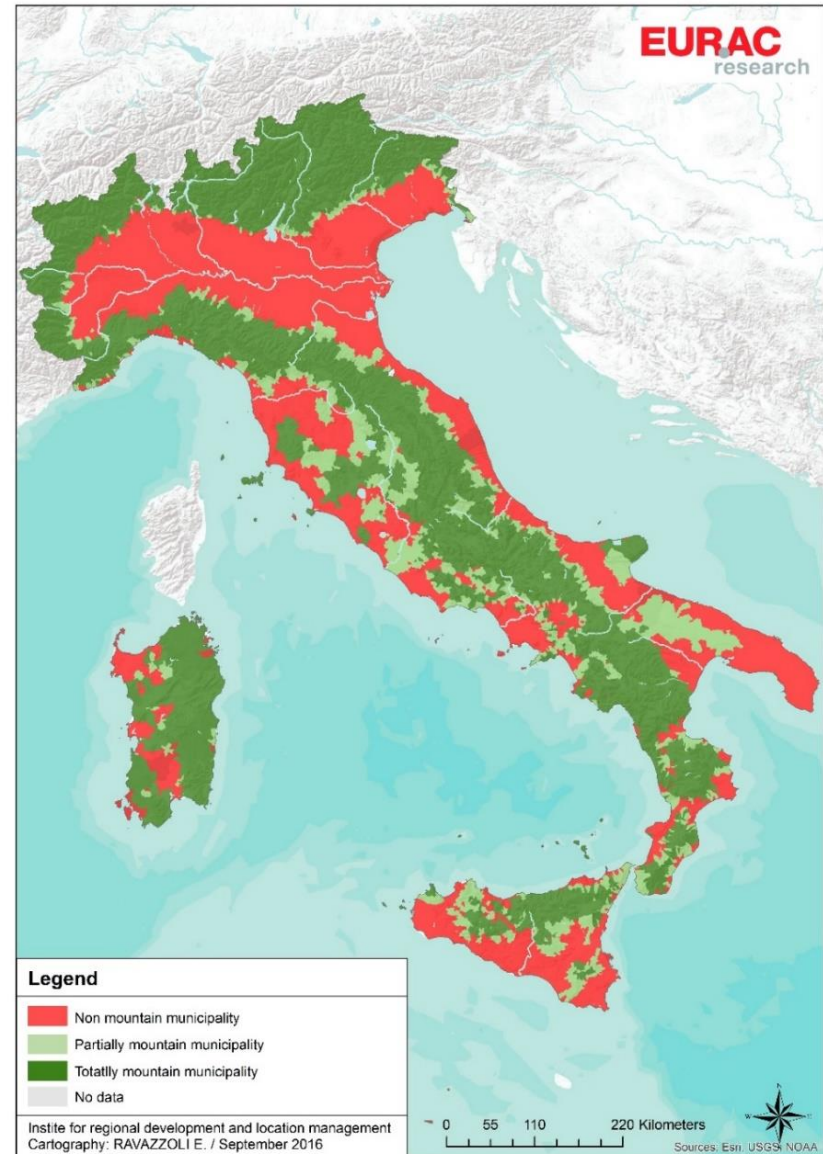 EURAC
research
Legend
Non mountain municipality
Partially mountain municipality
Totatlly mountain municipality
No data
Instite for regional development and location management
Cartography: RAVAZZOLI E. / September 2016
N
W E
S
0 55 110 220 Kilometers
Sources: Esri, USGS, NOAA